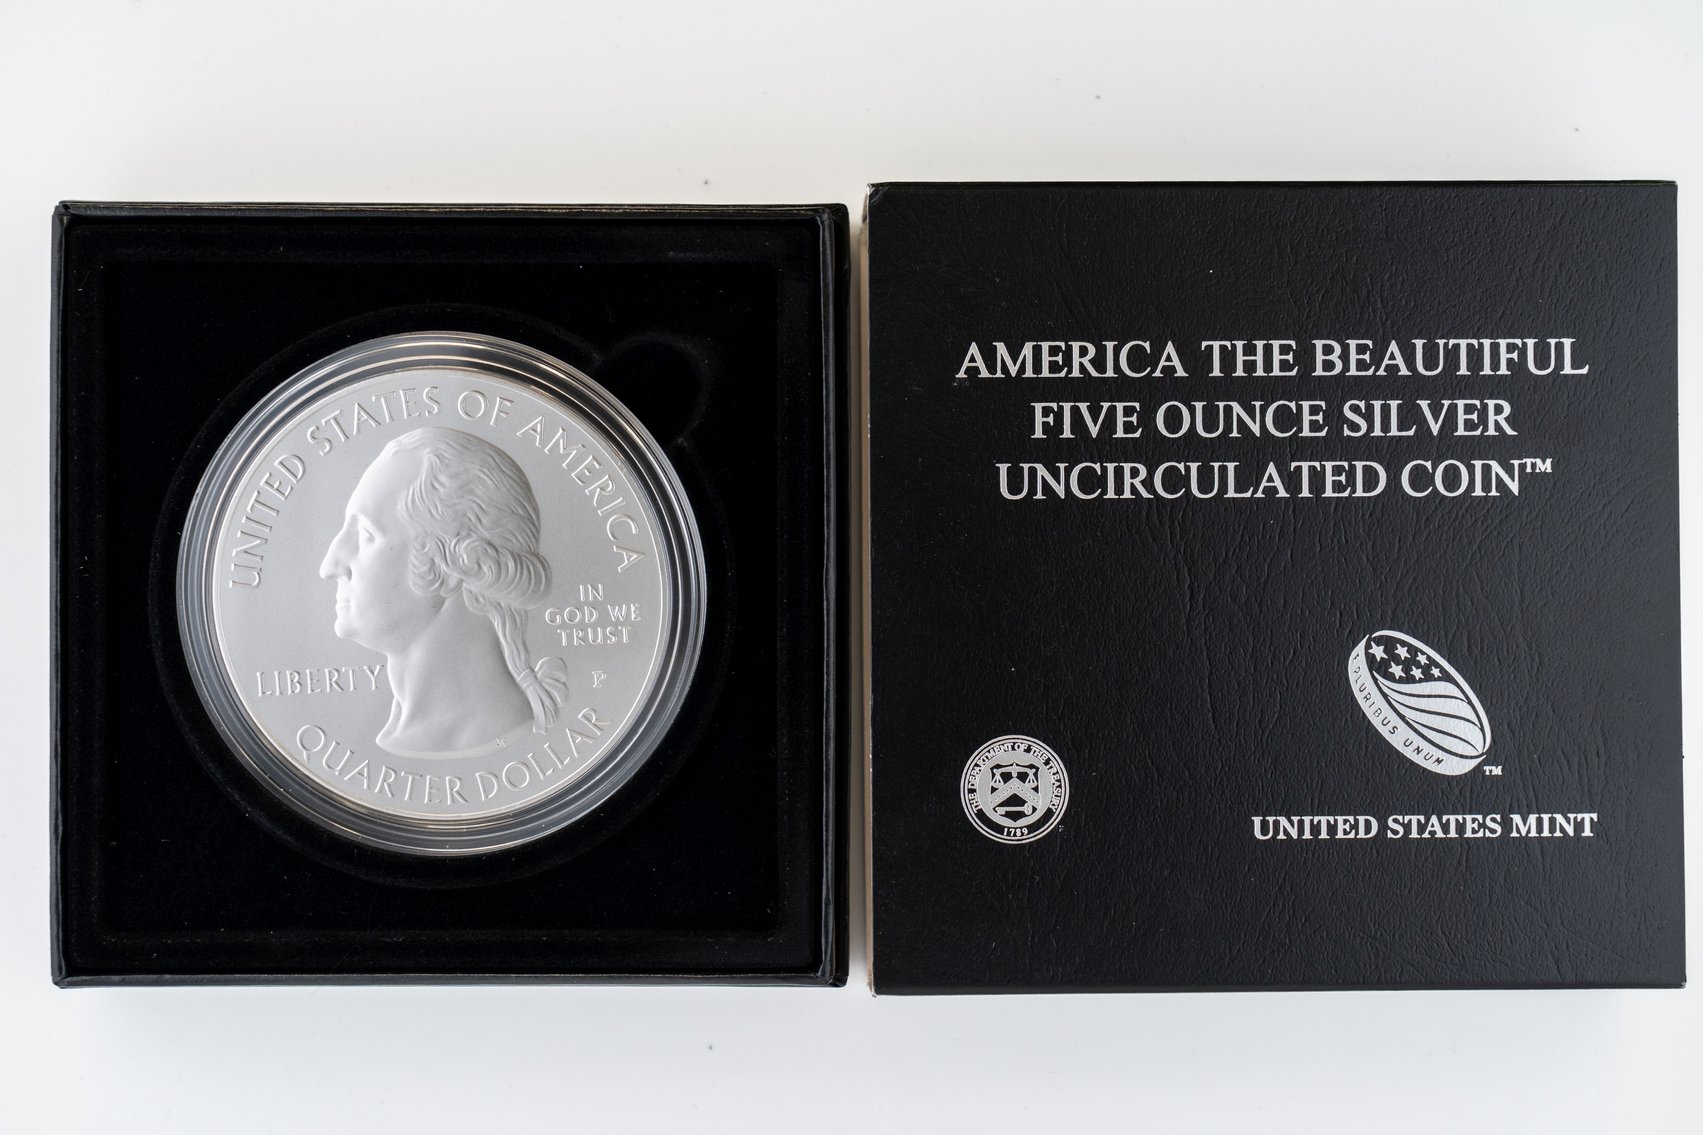 UNITED STATES OF AMERICA
IN
GOD WE
TRUST
LIBERTY
P
JF
QUARTER DOLLAR
AMERICA THE BEAUTIFUL
FIVE OUNCE SILVER
UNCIRCULATED COIN™
E PLURIBUS UNUM
™
THE DEPARTMENT OF THE TREASURY
1789
UNITED STATES MINT